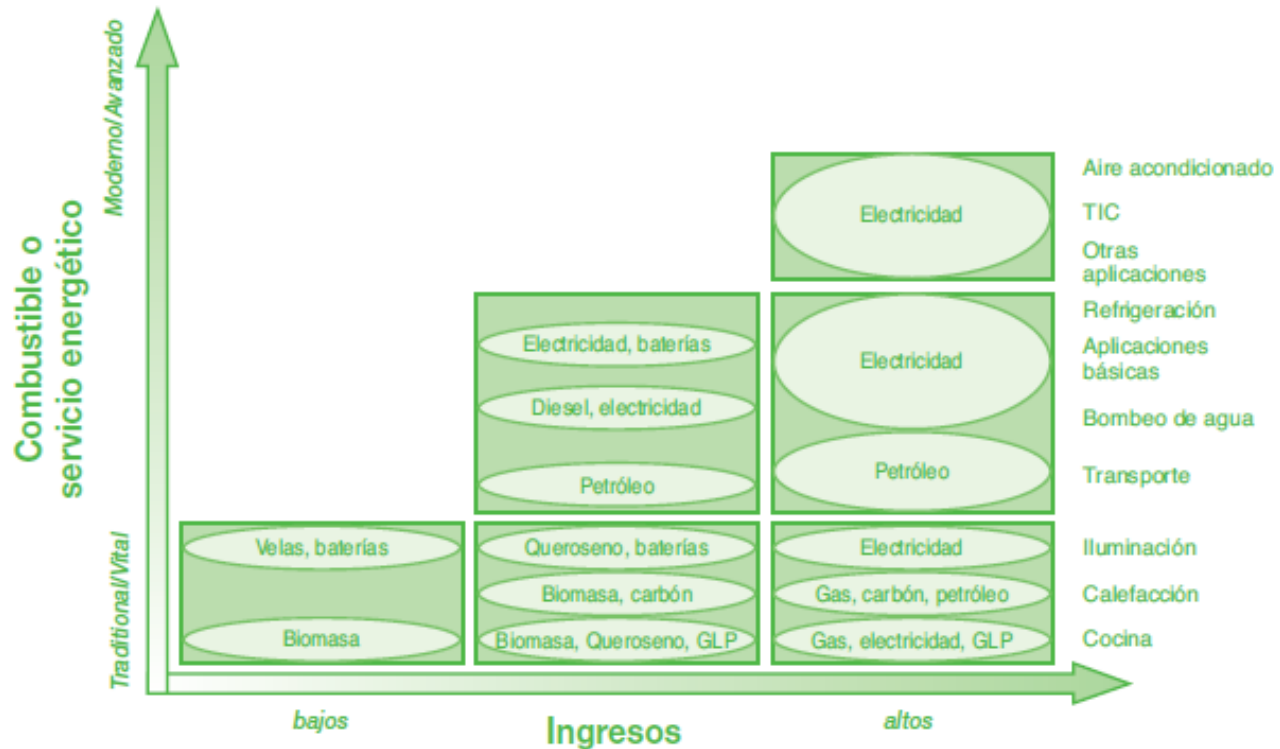 Moderno/Avanzado
Combustible o
servicio energético
Traditional/Vital
Electricidad
Aire acondicionado
TIC
Otras
aplicaciones
Electricidad, baterías
Diesel, electricidad
Petróleo
Electricidad
Petróleo
Refrigeración
Aplicaciones
básicas
Bombeo de agua
Transporte
Velas, baterías
Biomasa
Queroseno, baterías
Biomasa, carbón
Biomasa, Queroseno, GLP
Electricidad
Gas, carbón, petróleo
Gas, electricidad, GLP
Iluminación
Calefacción
Cocina
bajos
Ingresos
altos